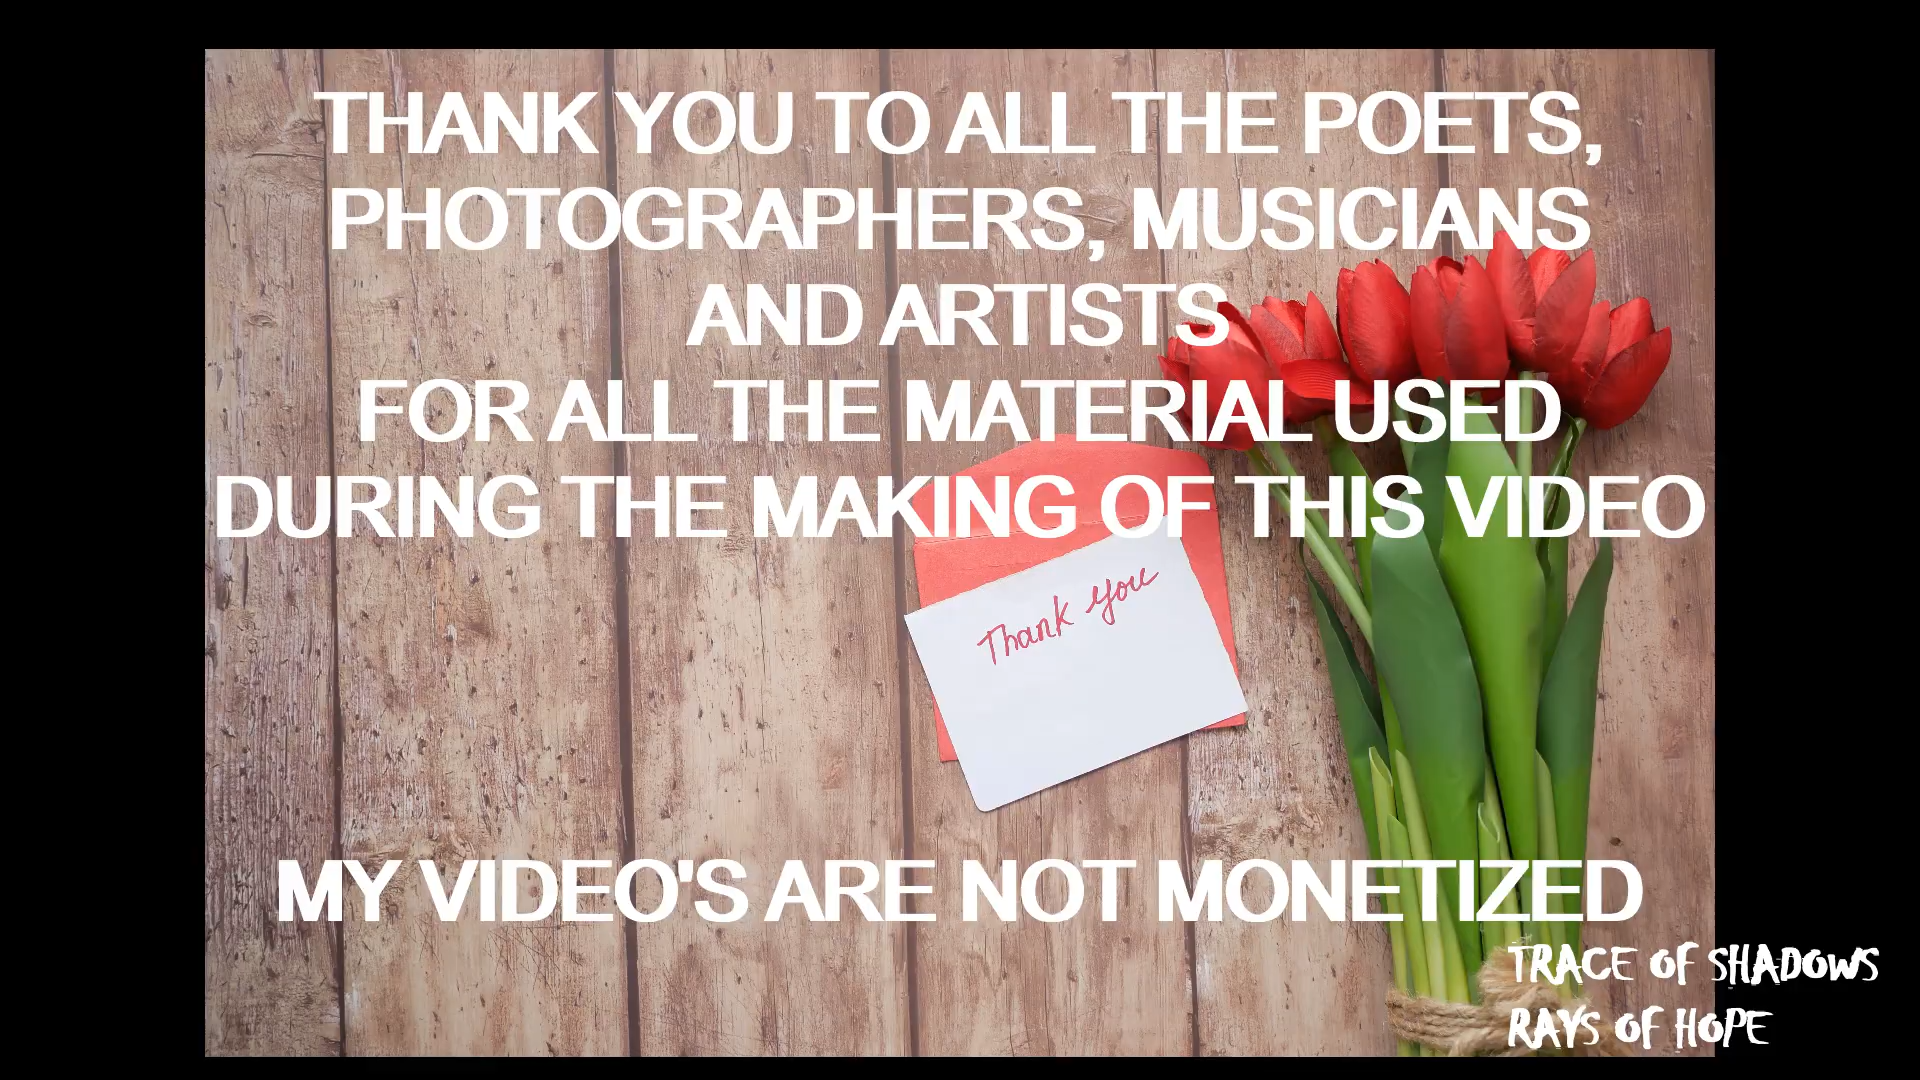 THANK YOU TO ALL THE POETS,
PHOTOGRAPHERS, MUSICIANS
AND ARTISTS
FOR ALL THE MATERIAL USED
DURING THE MAKING OF THIS VIDEO
Thank you
MY VIDEO'S ARE NOT MONETIZED
TRACE OF SHADOWS
RAYS OF HOPE